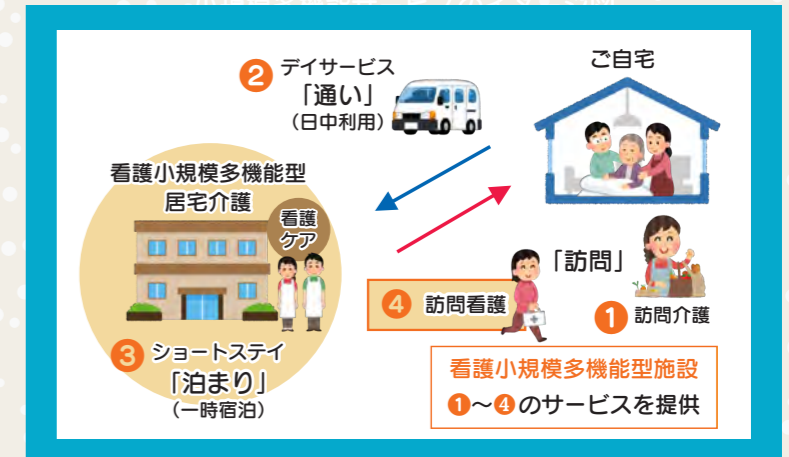 ❷ デイサービス
「通い」
（日中利用）
ご自宅
看護小規模多機能型
居宅介護
看護
ケア
❸ ショートステイ
「泊まり」
（一時宿泊）
「訪問」
❹ 訪問看護
❶ 訪問介護
看護小規模多機能型施設
❶〜❹のサービスを提供